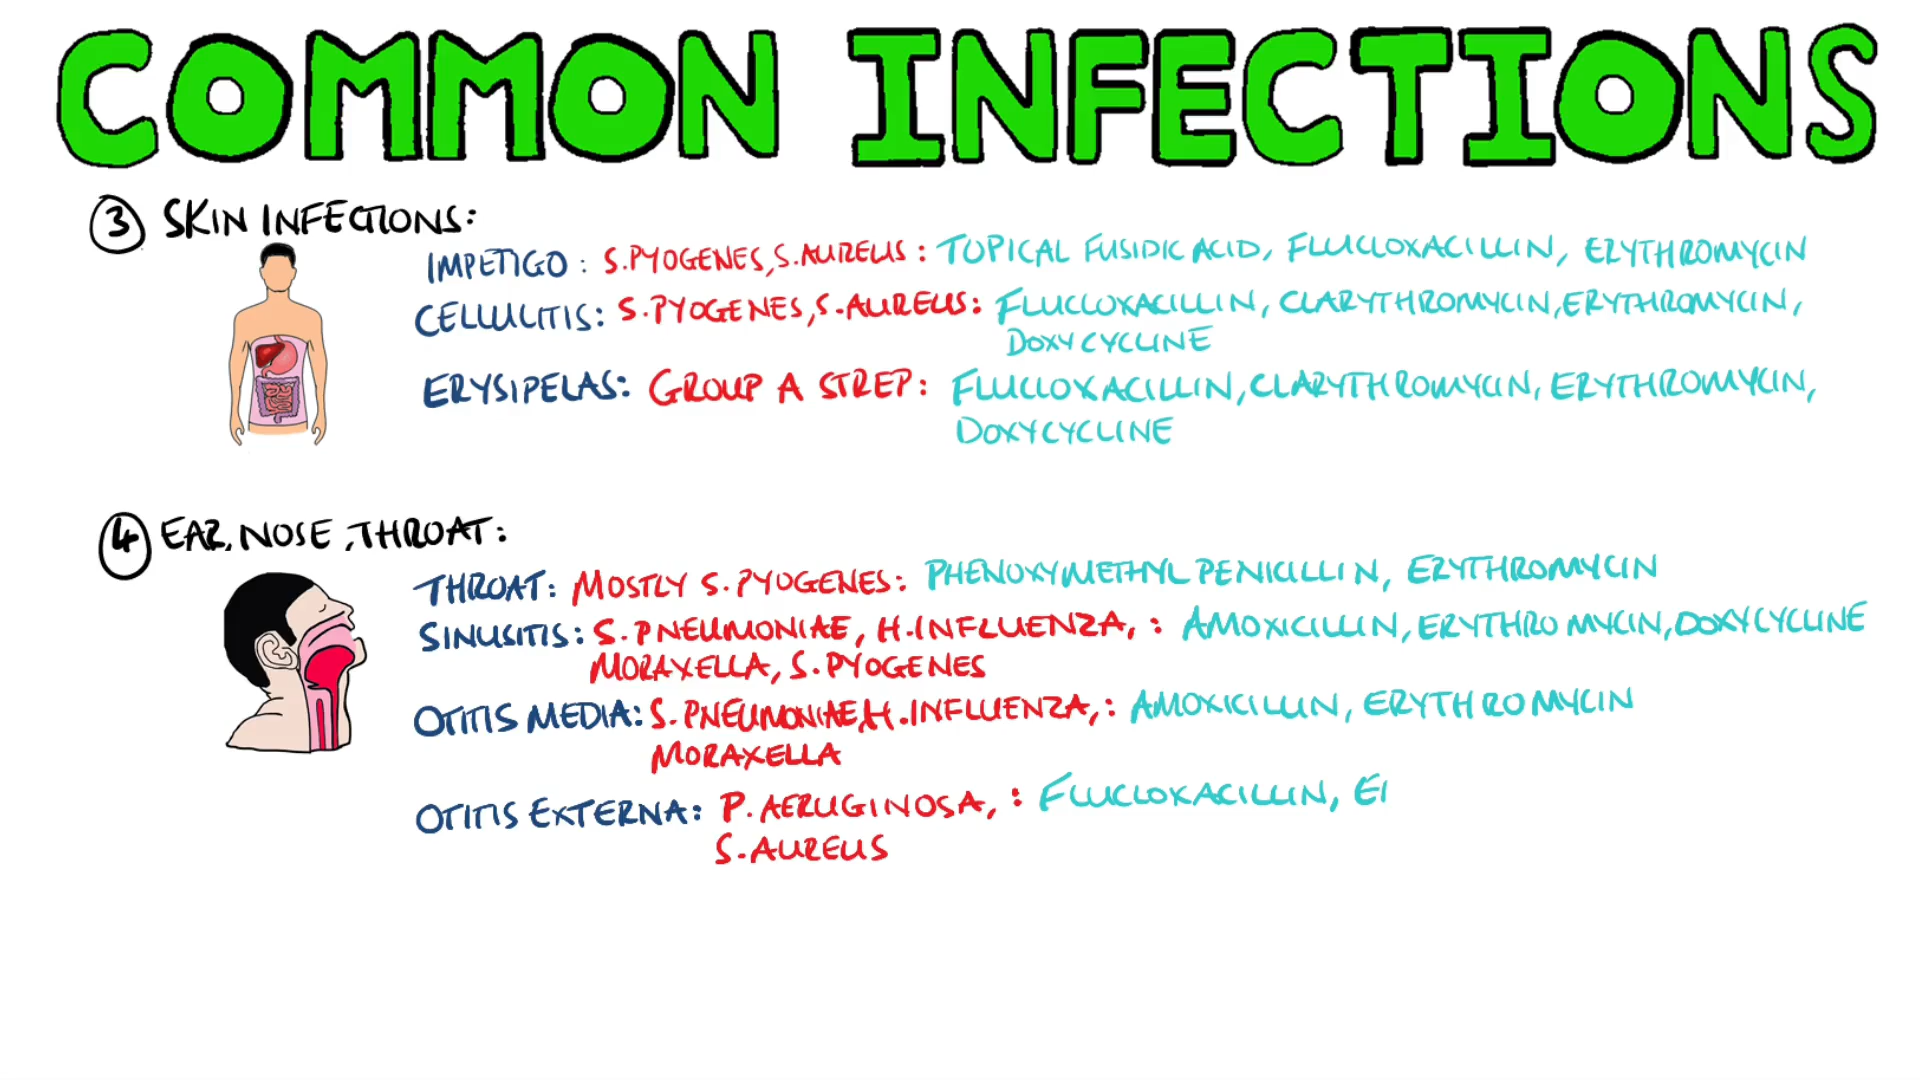 COMMON INFECTIONS
3 SKIN INFECTIONS:
IMPETIGO: S.PYOGENES, S.AUREUS: TOPICAL FUSIDIC ACID, FLUCLOXACILLIN, ERYTHROMYCIN
CELLULITIS: S.PYOGENES, S.AUREUS: FLUCLOXACILLIN, CLARYTHROMYCIN, ERYTHROMYCIN,
DOXYCYCLINE
ERYSIPELAS: GROUP A STREP: FLUCLOXACILLIN, CLARYTHROMYCIN, ERYTHROMYCIN,
DOXYCYCLINE
4 EAR, NOSE, THROAT:
THROAT: MOSTLY S.PYOGENES: PHENOXYMETHYLPENICILLIN, ERYTHROMYCIN
SINUSITIS: S.PNEUMONIAE, H.INFLUENZA, : AMOXICILLIN, ERYTHROMYCIN, DOXYCYCLINE
MORAXELLA, S.PYOGENES
OTITIS MEDIA: S.PNEUMONIAE, H.INFLUENZA, : AMOXICILLIN, ERYTHROMYCIN
MORAXELLA
OTITIS EXTERNA: P.AERUGINOSA, : FLUCLOXACILLIN,
S.AUREUS